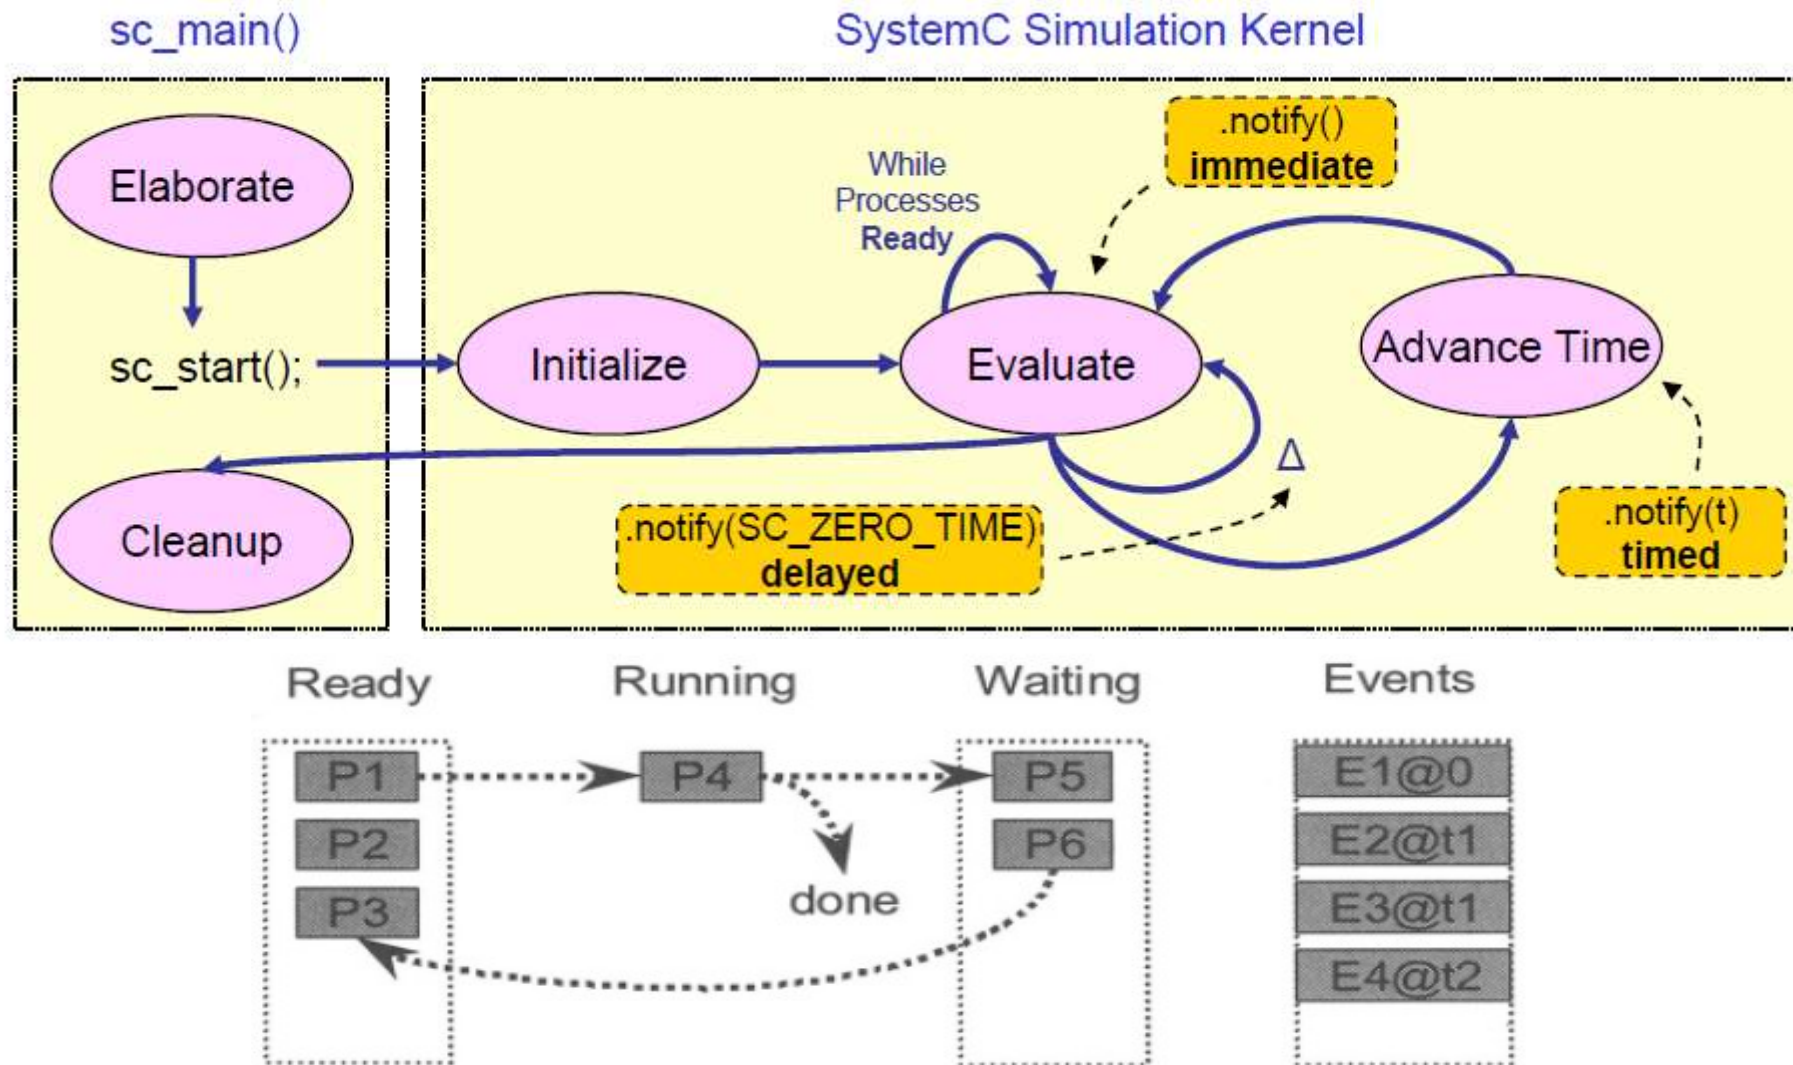 sc_main()
SystemC Simulation Kernel
Elaborate
sc_start();
Cleanup
Initialize
While
Processes
Ready
Evaluate
.notify()
immediate
Advance Time
Δ
.notify(SC_ZERO_TIME)
delayed
.notify(t)
timed
Ready
Running
Waiting
Events
P1
P4
P5
E1@0
P2
P6
E2@t1
P3
done
E3@t1
E4@t2